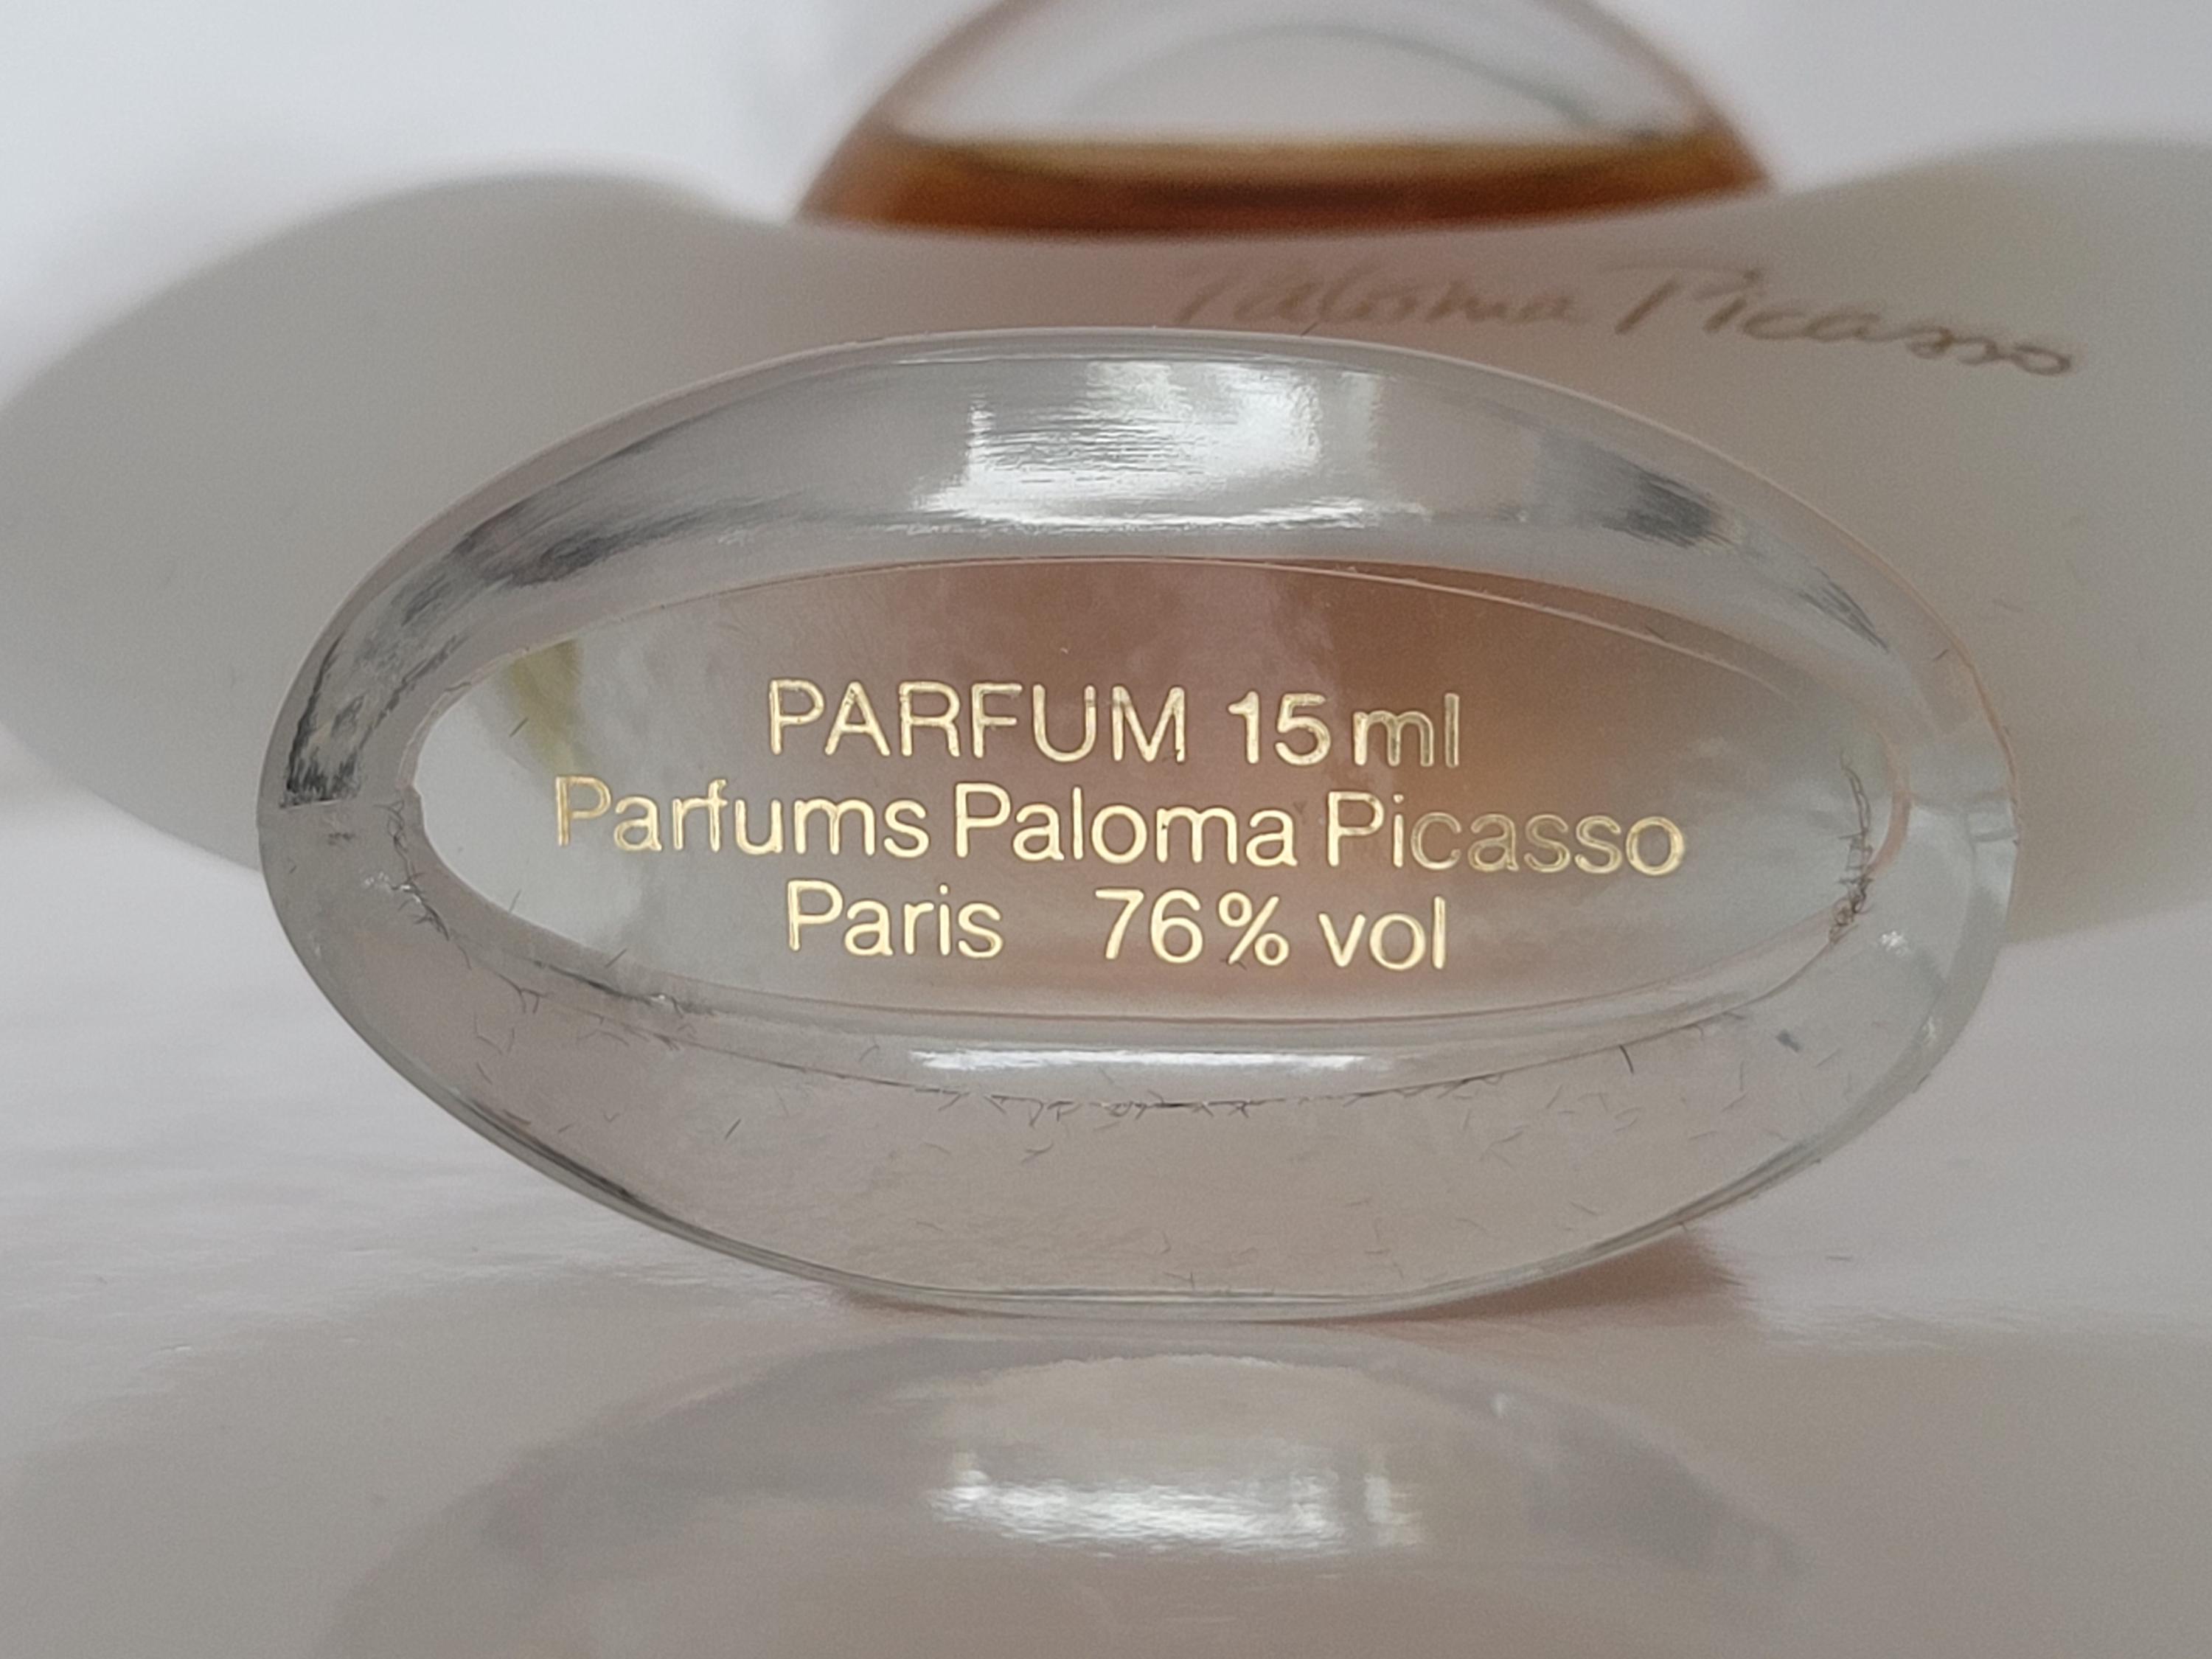 Paloma Picasso
PARFUM 15 ml
Parfums Paloma Picasso
Paris 76% vol